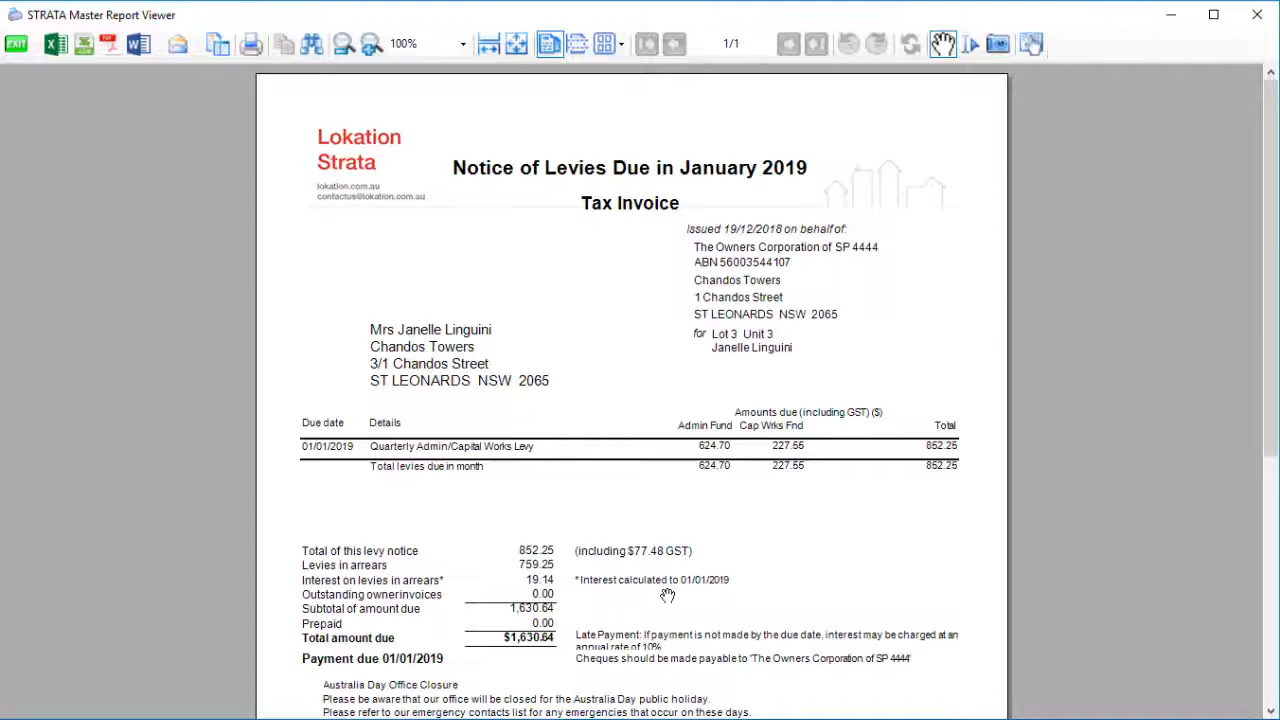 STRATA Master Report Viewer
EXIT
100%
1/1
Lokation
Strata
lokation.com.au
contactus@lokation.com.au
Notice of Levies Due in January 2019
Tax Invoice
Issued 19/12/2018 on behalf of:
The Owners Corporation of SP 4444
ABN 56003544107
Chandos Towers
1 Chandos Street
ST LEONARDS NSW 2065
for Lot 3 Unit 3
Janelle Linguini
Mrs Janelle Linguini
Chandos Towers
3/1 Chandos Street
ST LEONARDS NSW 2065
Amounts due (including GST) ($)
Due date Details Admin Fund Cap Wrks Fnd Total
01/01/2019 Quarterly Admin/Capital Works Levy 624.70 227.55 852.25
Total levies due in month 624.70 227.55 852.25
Total of this levy notice 852.25 (including $77.48 GST)
Levies in arrears 759.25
Interest on levies in arrears* 19.14 * Interest calculated to 01/01/2019
Outstanding owner invoices 0.00
Subtotal of amount due 1,630.64
Prepaid 0.00
Total amount due $1,630.64
Late Payment: If payment is not made by the due date, interest may be charged at an
annual rate of 10%
Payment due 01/01/2019 Cheques should be made payable to 'The Owners Corporation of SP 4444'
Australia Day Office Closure
Please be aware that our office will be closed for the Australia Day public holiday.
Please refer to our emergency contacts list for any emergencies that occur on these days.